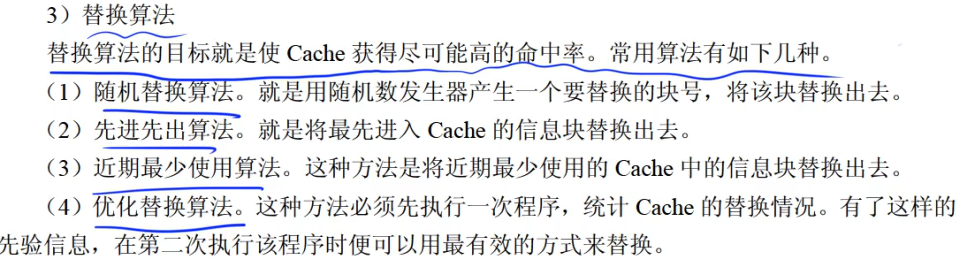 3）替换算法
替换算法的目标就是使 Cache 获得尽可能高的命中率。常用算法有如下几种。
（1）随机替换算法。就是用随机数发生器产生一个要替换的块号，将该块替换出去。
（2）先进先出算法。就是将最先进入 Cache 的信息块替换出去。
（3）近期最少使用算法。这种方法是将近期最少使用的 Cache 中的信息块替换出去。
（4）优化替换算法。这种方法必须先执行一次程序，统计 Cache 的替换情况。有了这样的
先验信息，在第二次执行该程序时便可以用最有效的方式来替换。